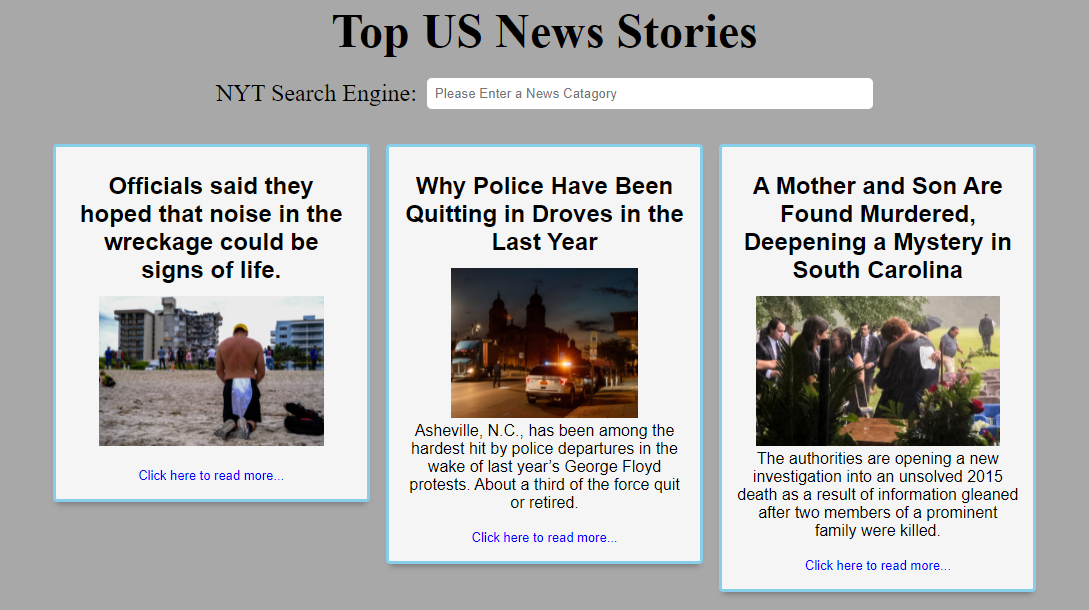 Top US News Stories
NYT Search Engine:
Please Enter a News Catagory
Officials said they
hoped that noise in the
wreckage could be
signs of life.
Click here to read more...
Why Police Have Been
Quitting in Droves in the
Last Year
Asheville, N.C., has been among the
hardest hit by police departures in the
wake of last year’s George Floyd
protests. About a third of the force quit
or retired.
Click here to read more...
A Mother and Son Are
Found Murdered,
Deepening a Mystery in
South Carolina
The authorities are opening a new
investigation into an unsolved 2015
death as a result of information gleaned
after two members of a prominent
family were killed.
Click here to read more...